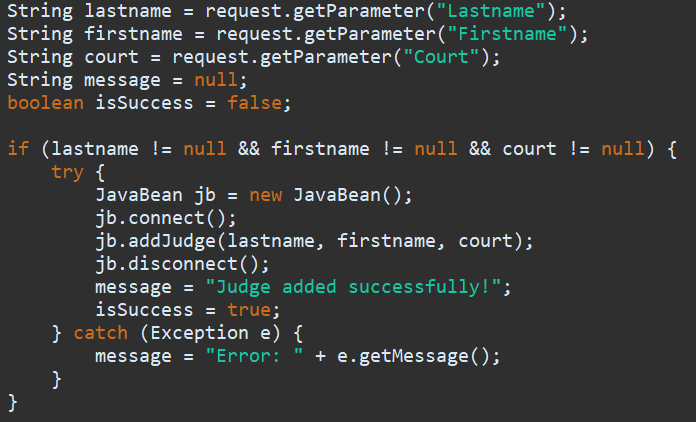 String lastname = request.getParameter("Lastname");
String firstname = request.getParameter("Firstname");
String court = request.getParameter("Court");
String message = null;
boolean isSuccess = false;

if (lastname != null && firstname != null && court != null) {
    try {
        JavaBean jb = new JavaBean();
        jb.connect();
        jb.addJudge(lastname, firstname, court);
        jb.disconnect();
        message = "Judge added successfully!";
        isSuccess = true;
    } catch (Exception e) {
        message = "Error: " + e.getMessage();
    }
}